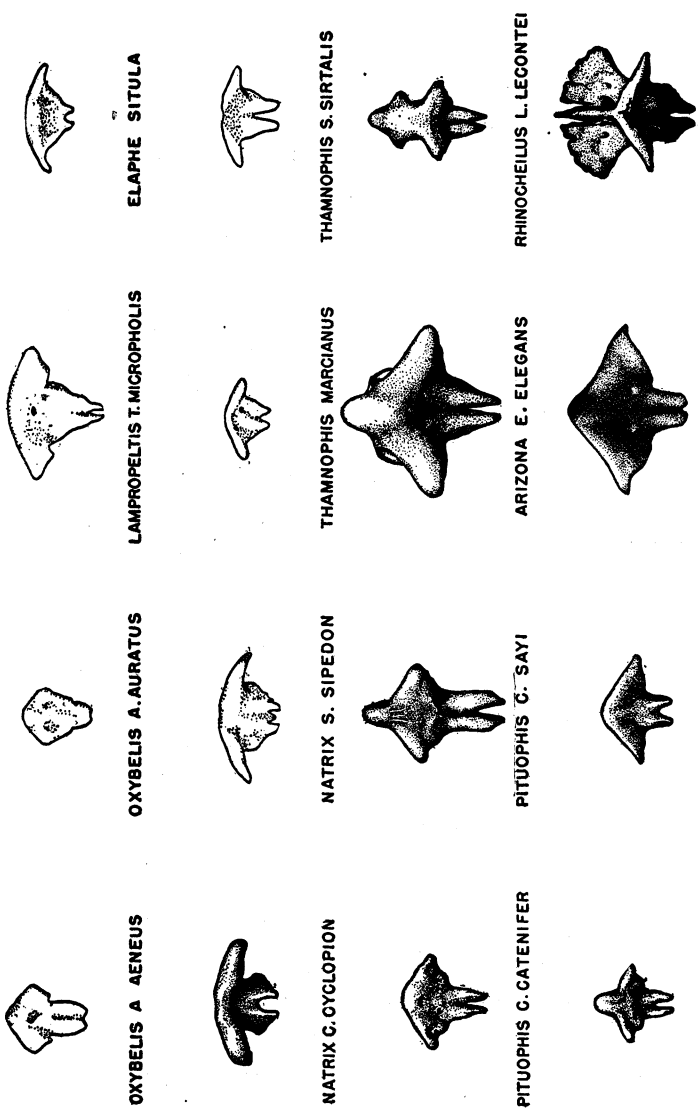 OXYBELIS A AENEUS
OXYBELIS A.AURATUS
LAMPROPELTIS T.MICROPHOLIS
ELAPHE SITULA
NATRIX C.OYCLOPION
NATRIX S. SIPEDON
THAMNOPHIS MARCIANUS
THAMNOPHIS S.SIRTALIS
PITUOPHIS C.CATENIFER
PITUOPHIS C. SAYI
ARIZONA E. ELEGANS
RHINOCHEILUS L.LECONTEI